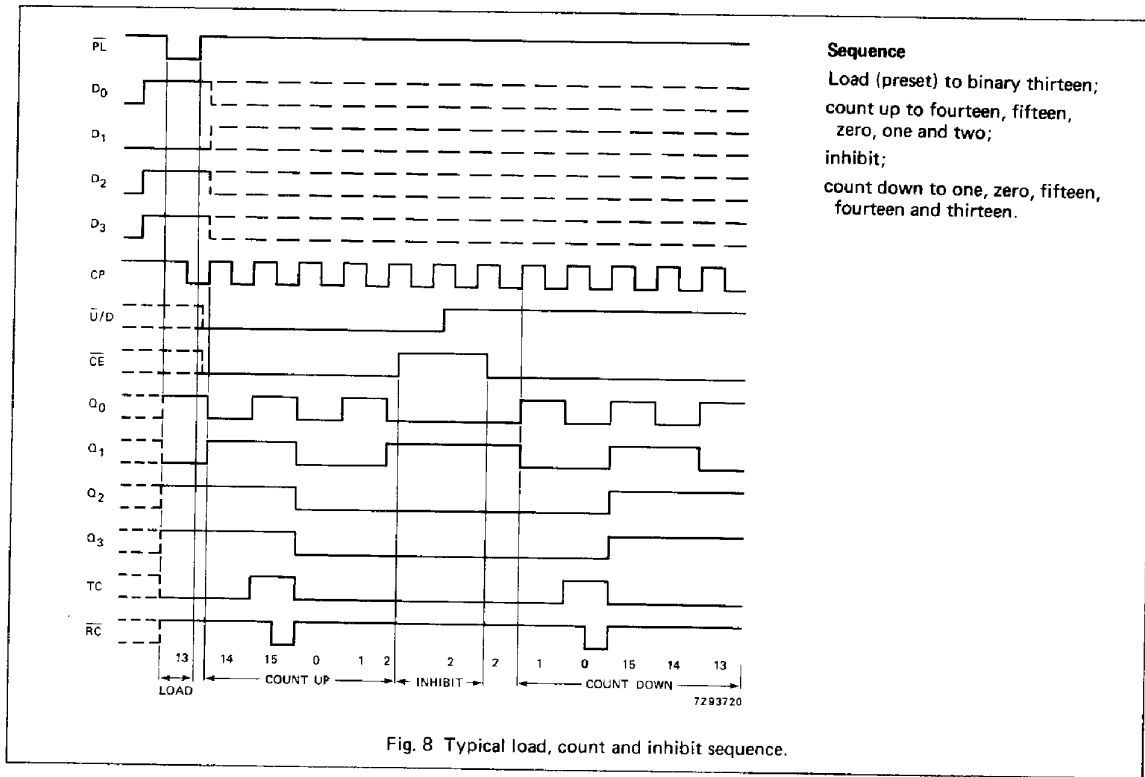 PL
D0
D1
D2
D3
CP
U/D
CE
Q0
Q1
Q2
Q3
TC
RC
13 14 15 0 1 2 2 2 1 0 15 14 13
LOAD COUNT UP INHIBIT COUNT DOWN
7Z93720
Sequence
Load (preset) to binary thirteen;
count up to fourteen, fifteen,
zero, one and two;
inhibit;
count down to one, zero, fifteen,
fourteen and thirteen.
Fig. 8 Typical load, count and inhibit sequence.